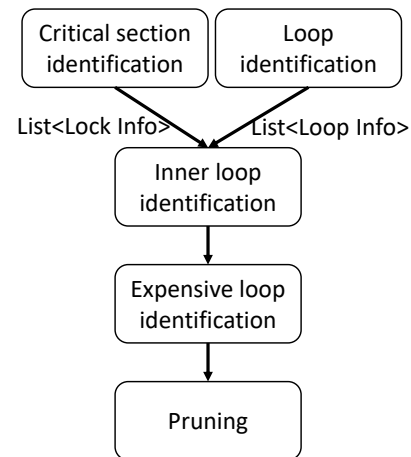 Critical section
identification
Loop
identification
List<Lock Info>
List<Loop Info>
Inner loop
identification
Expensive loop
identification
Pruning